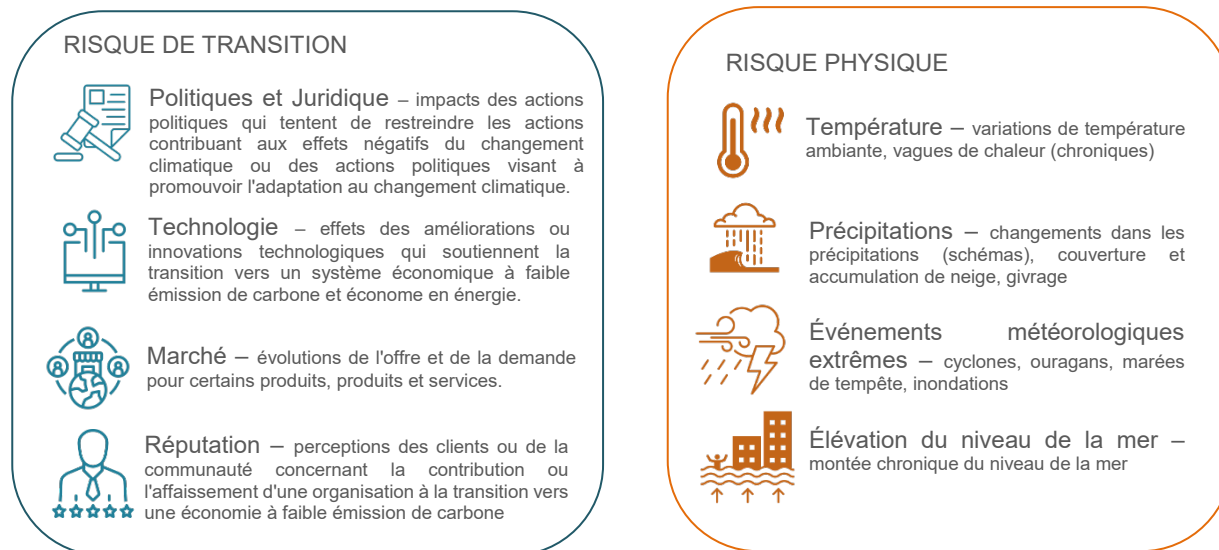 RISQUE DE TRANSITION
Politiques et Juridique – impacts des actions
politiques qui tentent de restreindre les actions
contribuant aux effets négatifs du changement
climatique ou des actions politiques visant à
promouvoir l'adaptation au changement climatique.
Technologie – effets des améliorations ou
innovations technologiques qui soutiennent la
transition vers un système économique à faible
émission de carbone et économe en énergie.
Marché – évolutions de l'offre et de la demande
pour certains produits, produits et services.
Réputation – perceptions des clients ou de la
communauté concernant la contribution ou
l'affaissement d'une organisation à la transition vers
une économie à faible émission de carbone
RISQUE PHYSIQUE
Température – variations de température
ambiante, vagues de chaleur (chroniques)
Précipitations – changements dans les
précipitations (schémas), couverture et
accumulation de neige, givrage
Événements météorologiques
extrêmes – cyclones, ouragans, marées
de tempête, inondations
Élévation du niveau de la mer –
montée chronique du niveau de la mer